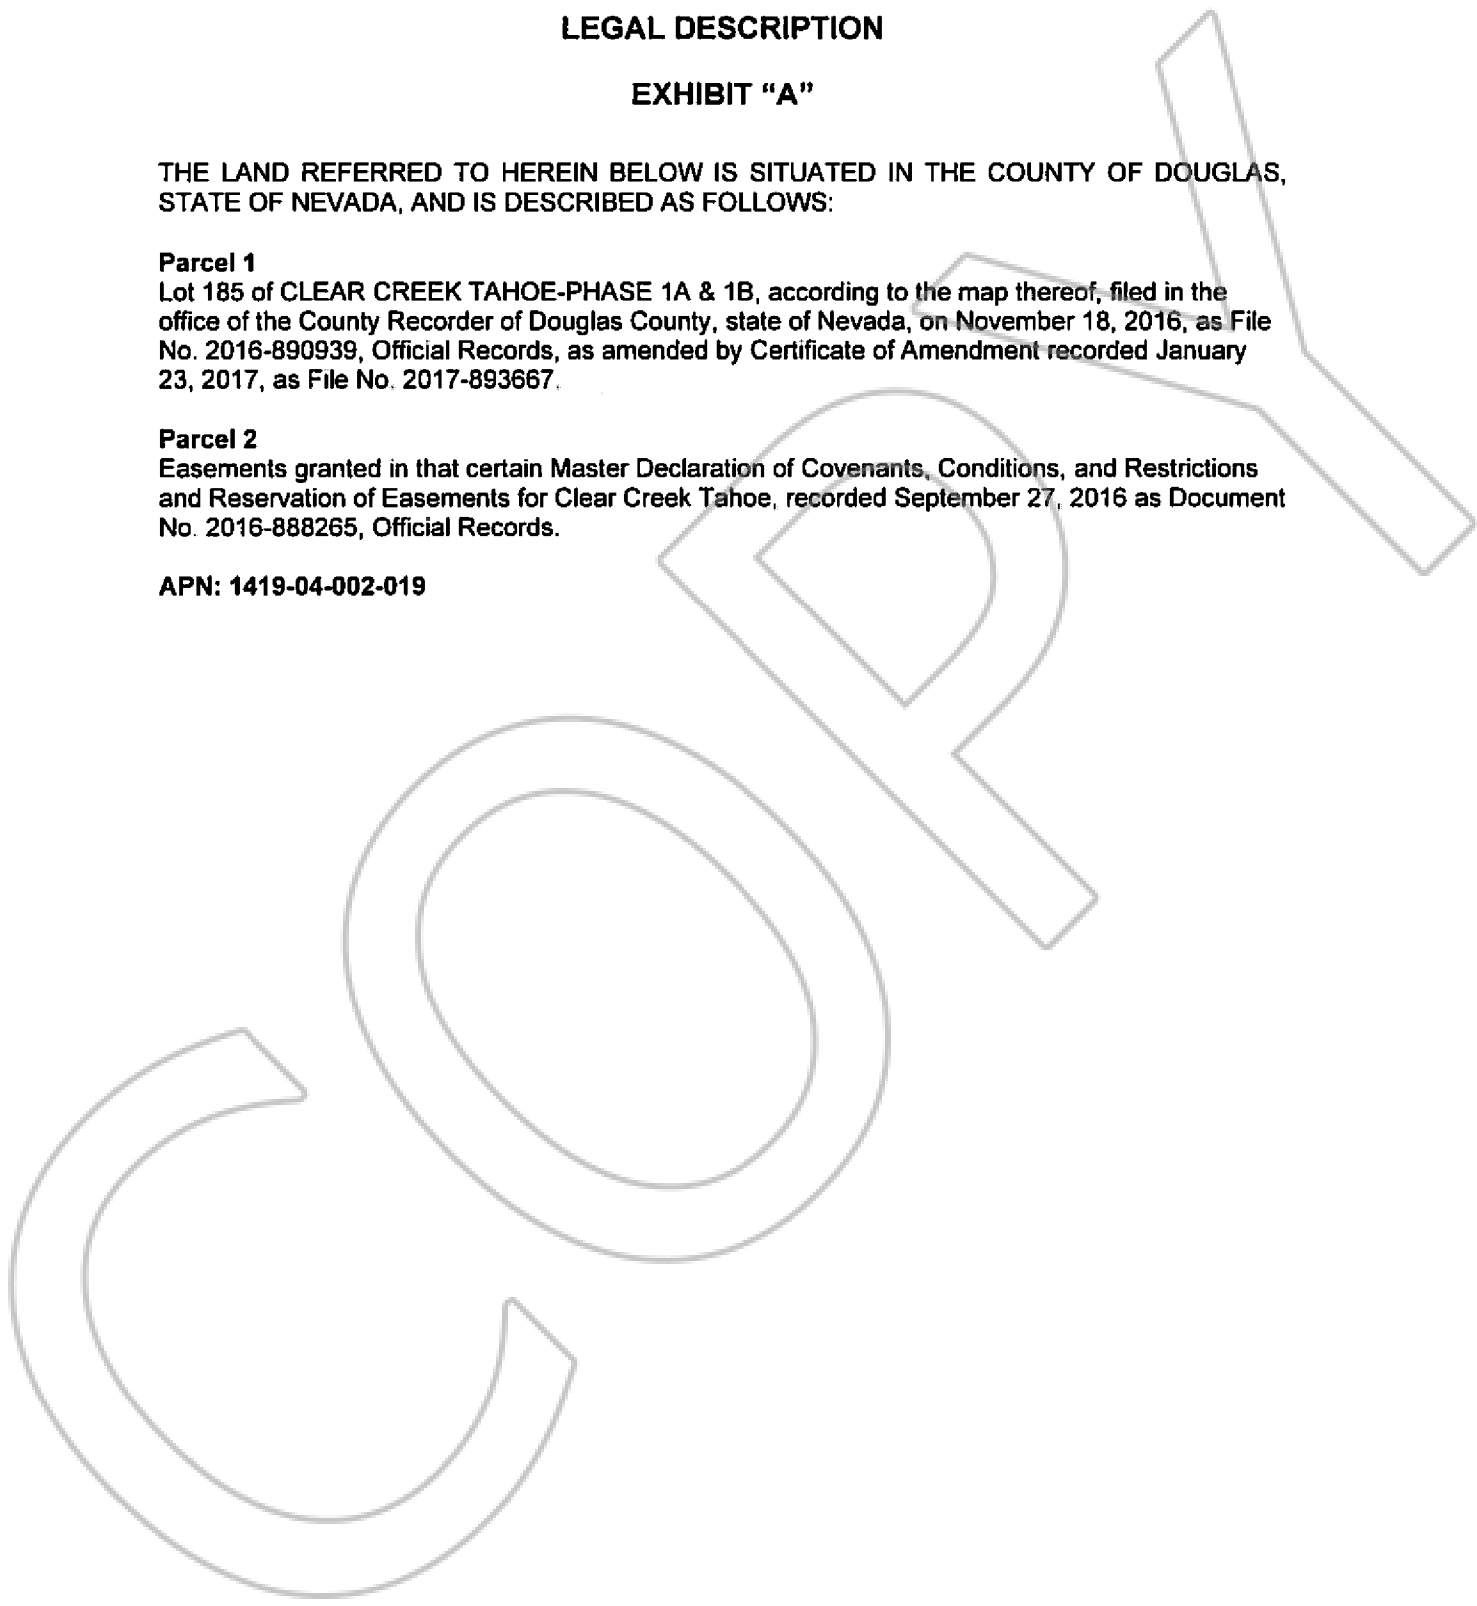 LEGAL DESCRIPTION
EXHIBIT “A”
THE LAND REFERRED TO HEREIN BELOW IS SITUATED IN THE COUNTY OF DOUGLAS,
STATE OF NEVADA, AND IS DESCRIBED AS FOLLOWS:
Parcel 1
Lot 185 of CLEAR CREEK TAHOE-PHASE 1A & 1B, according to the map thereof, filed in the
office of the County Recorder of Douglas County, state of Nevada, on November 18, 2016, as File
No. 2016-890939, Official Records, as amended by Certificate of Amendment recorded January
23, 2017, as File No. 2017-893667.
Parcel 2
Easements granted in that certain Master Declaration of Covenants, Conditions, and Restrictions
and Reservation of Easements for Clear Creek Tahoe, recorded September 27, 2016 as Document
No. 2016-888265, Official Records.
APN: 1419-04-002-019
COPY